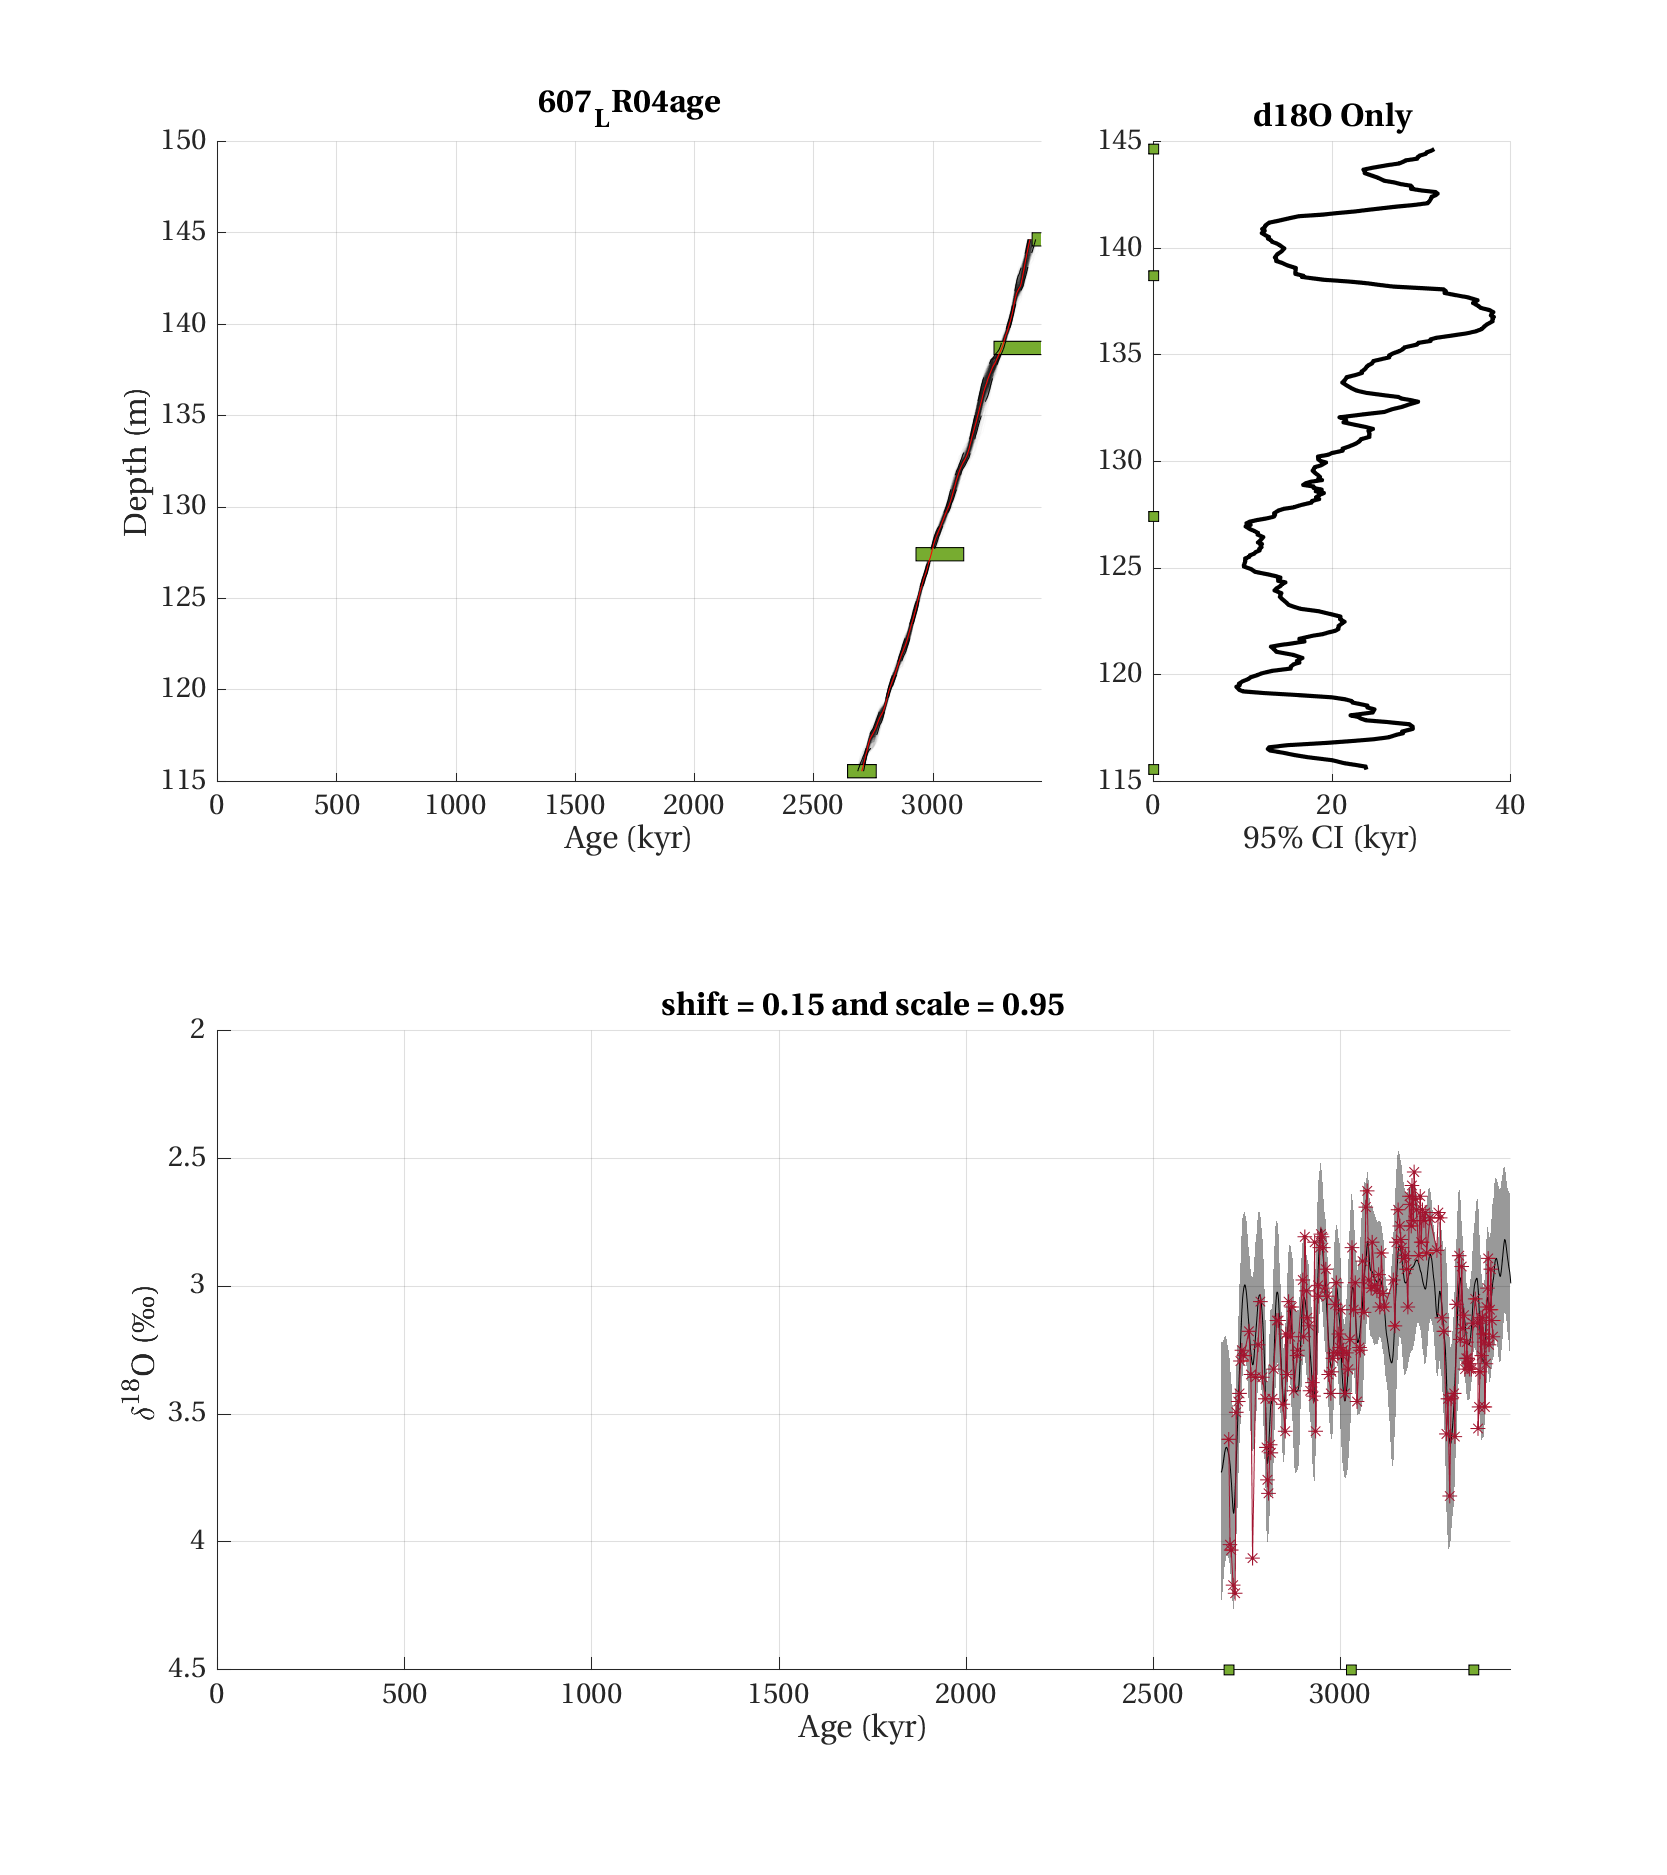 607_LR04age
150
145
140
135
130
125
120
115
Depth (m)
0 500 1000 1500 2000 2500 3000
Age (kyr)
d18O Only
145
140
135
130
125
120
115
0 20 40
95% CI (kyr)
shift = 0.15 and scale = 0.95
2
2.5
3
3.5
4
4.5
δ¹⁸O (‰)
0 500 1000 1500 2000 2500 3000
Age (kyr)